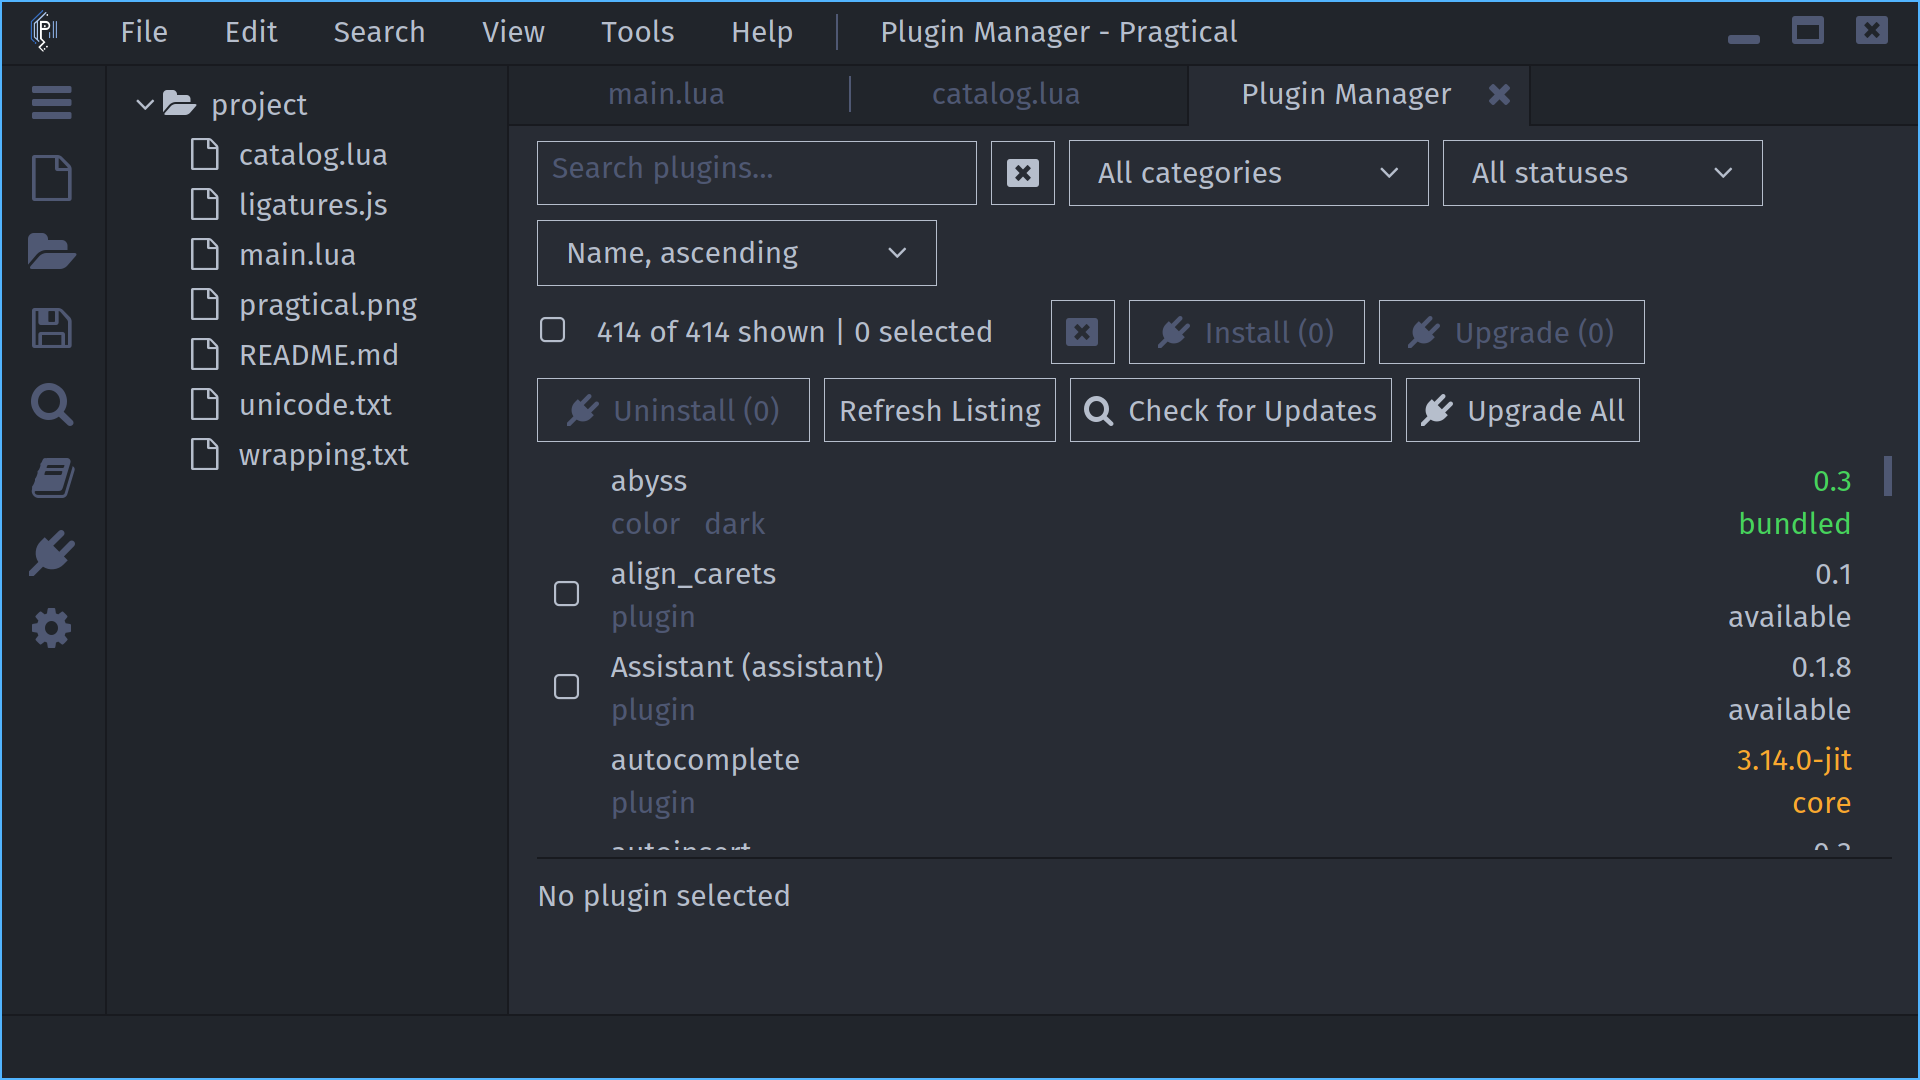 File Edit Search View Tools Help Plugin Manager - Pragtical
project
catalog.lua
ligatures.js
main.lua
pragtical.png
README.md
unicode.txt
wrapping.txt
main.lua catalog.lua Plugin Manager
Search plugins... All categories All statuses
Name, ascending
414 of 414 shown | 0 selected Install (0) Upgrade (0)
Uninstall (0) Refresh Listing Check for Updates Upgrade All
abyss 0.3
color dark bundled
align_carets 0.1
plugin available
Assistant (assistant) 0.1.8
plugin available
autocomplete 3.14.0-jit
plugin core
autoinsert
No plugin selected